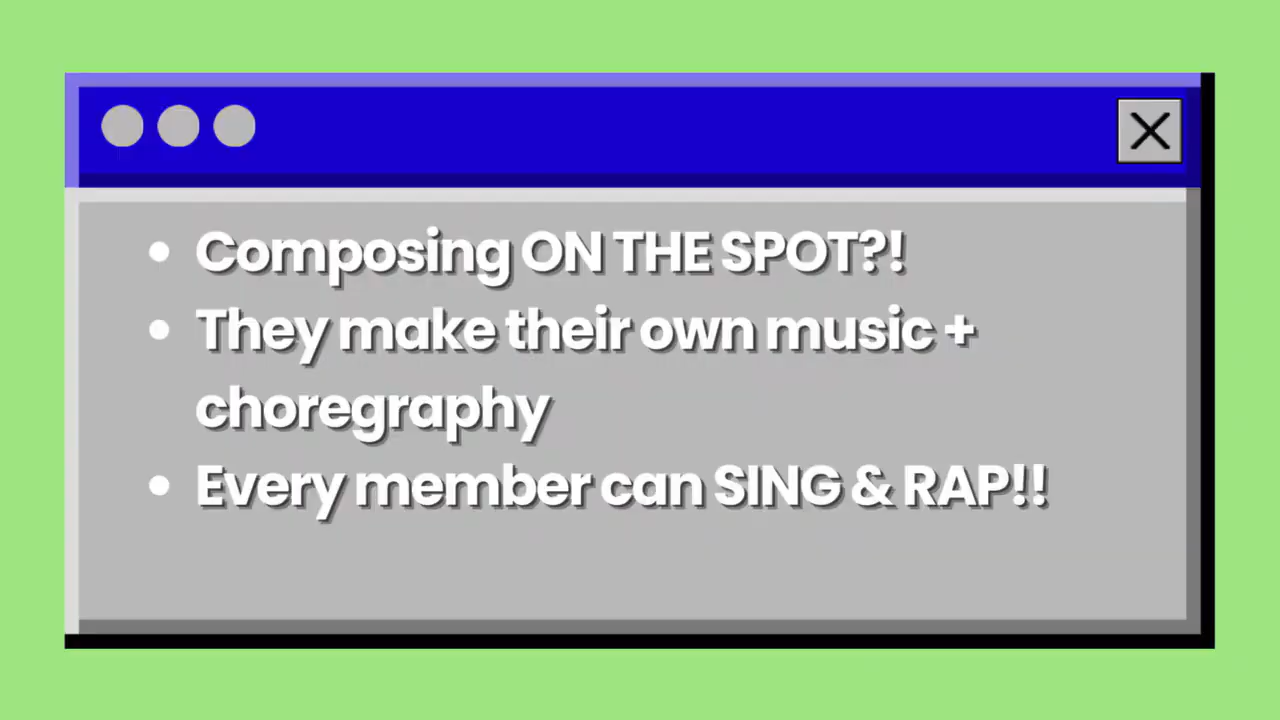 • Composing ON THE SPOT?!
• They make their own music +
choregraphy
• Every member can SING & RAP!!